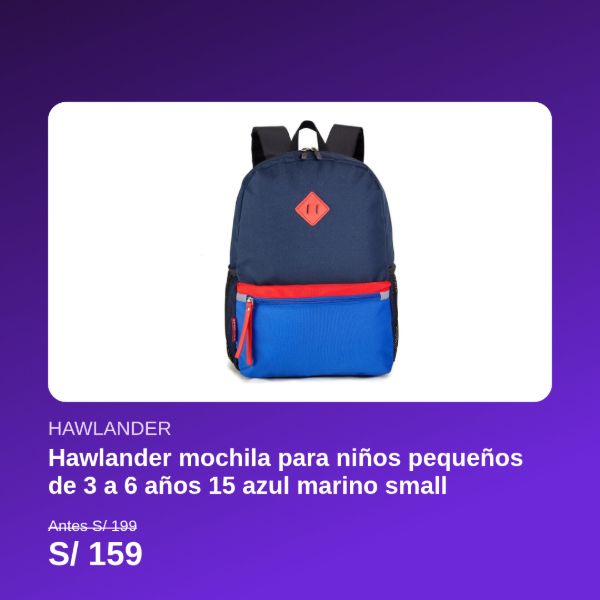 HAWLANDER
Hawlander mochila para niños pequeños
de 3 a 6 años 15 azul marino small
Antes S/ 199
S/ 159